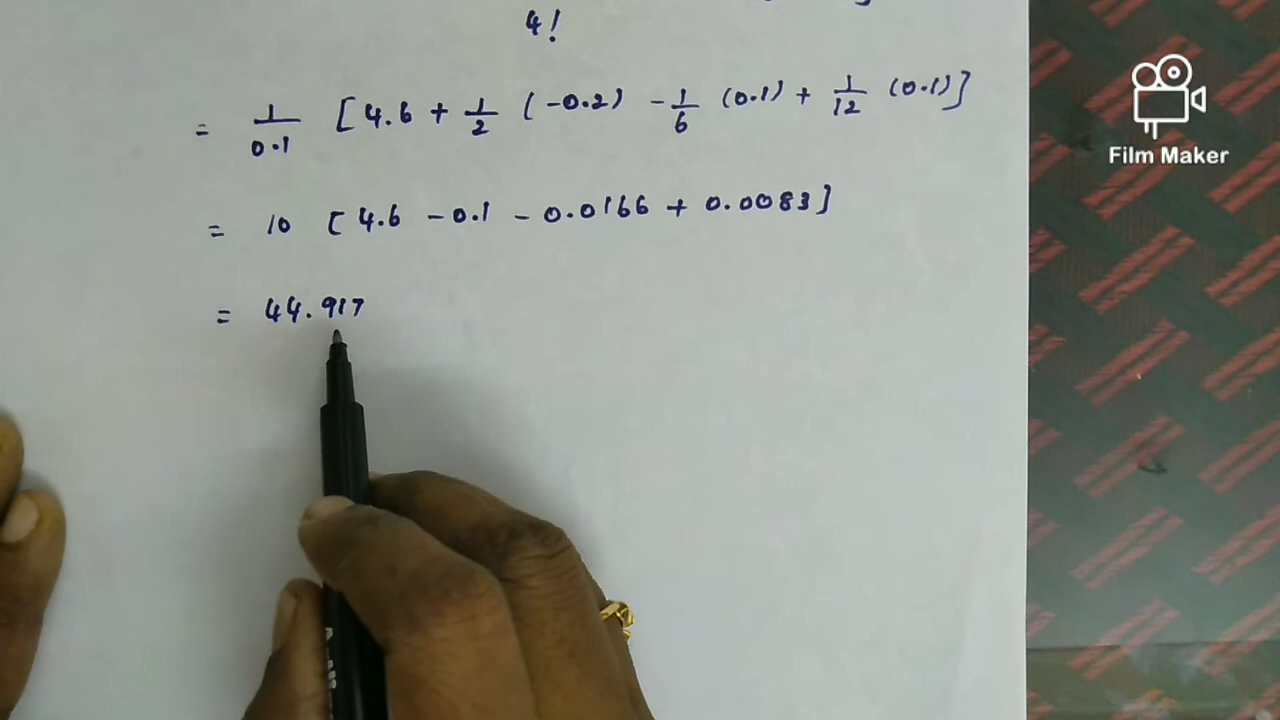 4!
= 1/0.1 [4.6 + 1/2 (-0.2) - 1/6 (0.1) + 1/12 (0.1)]
= 10 [4.6 - 0.1 - 0.0166 + 0.0083]
= 44.917
Film Maker